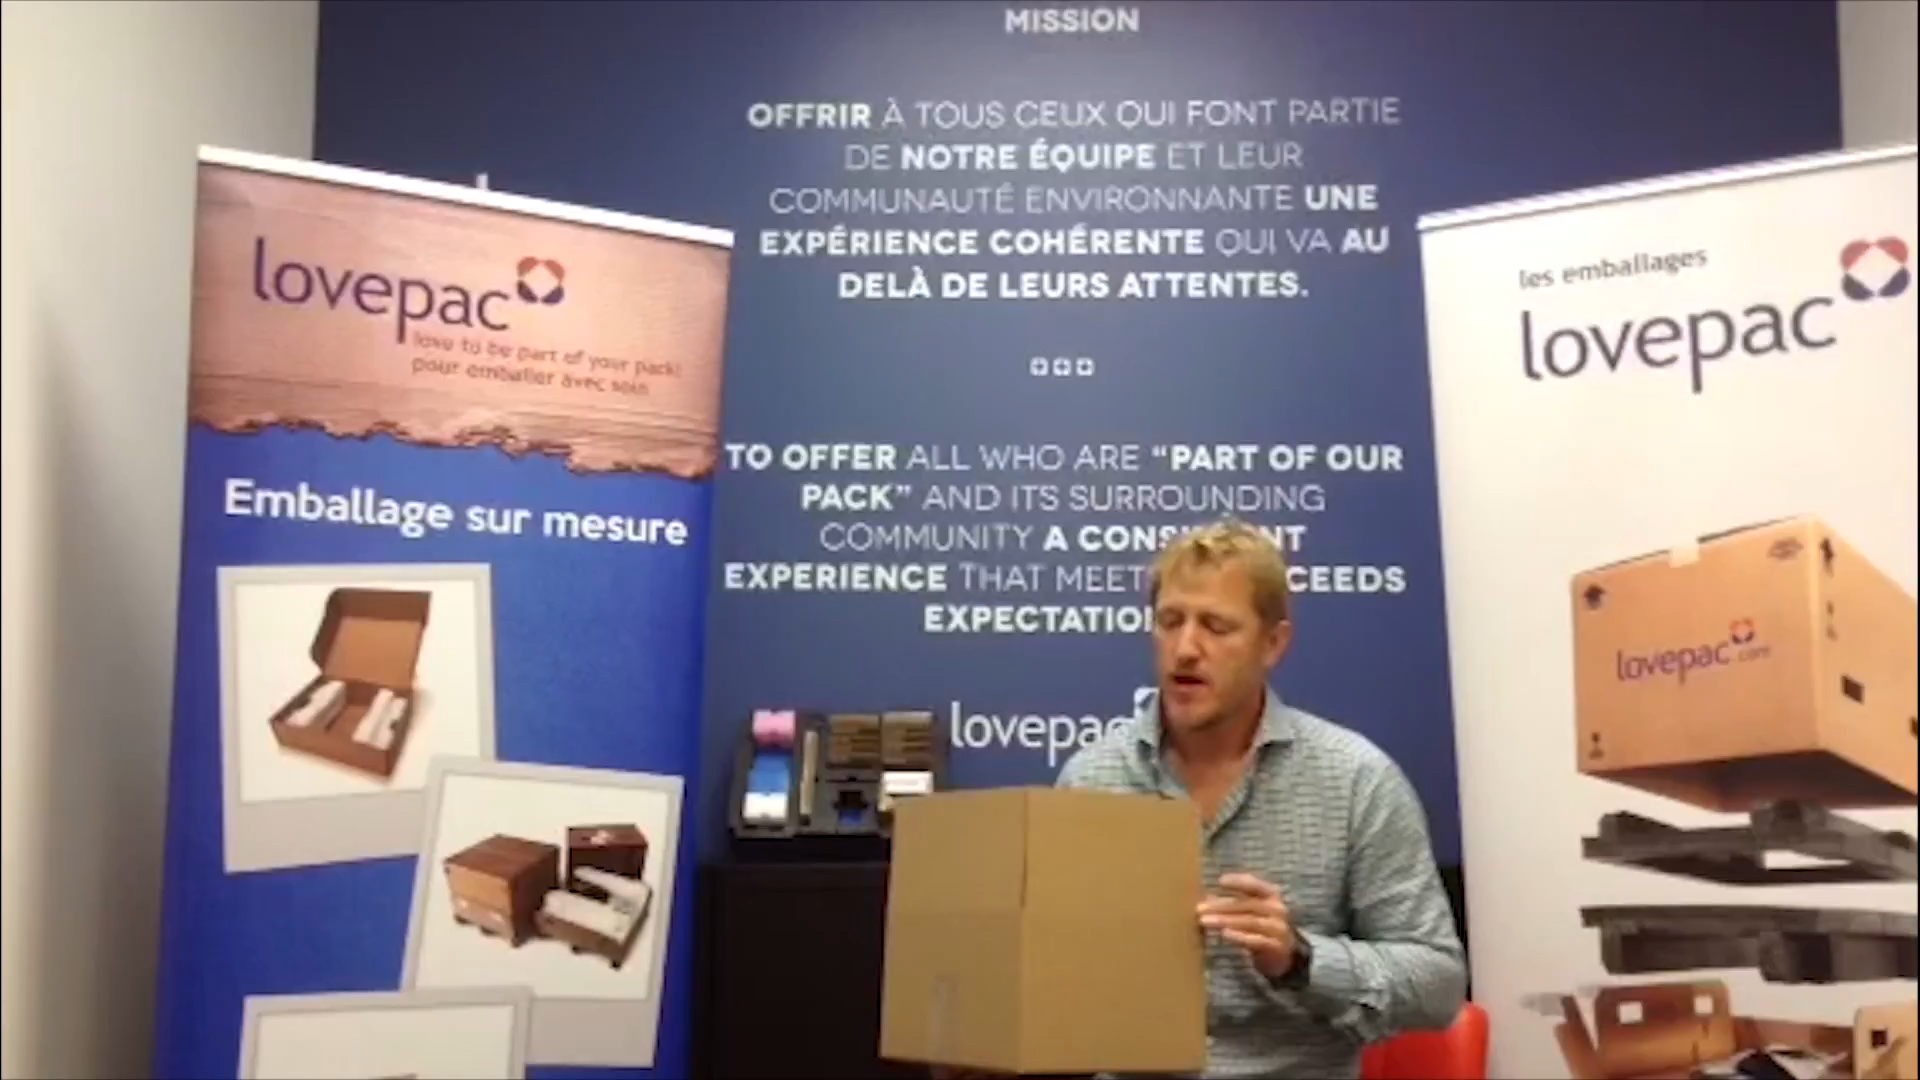 MISSION
OFFRIR À TOUS CEUX QUI FONT PARTIE
DE NOTRE ÉQUIPE ET LEUR
COMMUNAUTÉ ENVIRONNANTE UNE
EXPÉRIENCE COHÉRENTE QUI VA AU
DELÀ DE LEURS ATTENTES.
TO OFFER ALL WHO ARE “PART OF OUR
PACK” AND ITS SURROUNDING
COMMUNITY A
EXPERIENCE THAT
lovepac
lovepac
love to be part of your pack!
pour emballer avec soin
Emballage sur mesure
les emballages
lovepac
lovepac.com